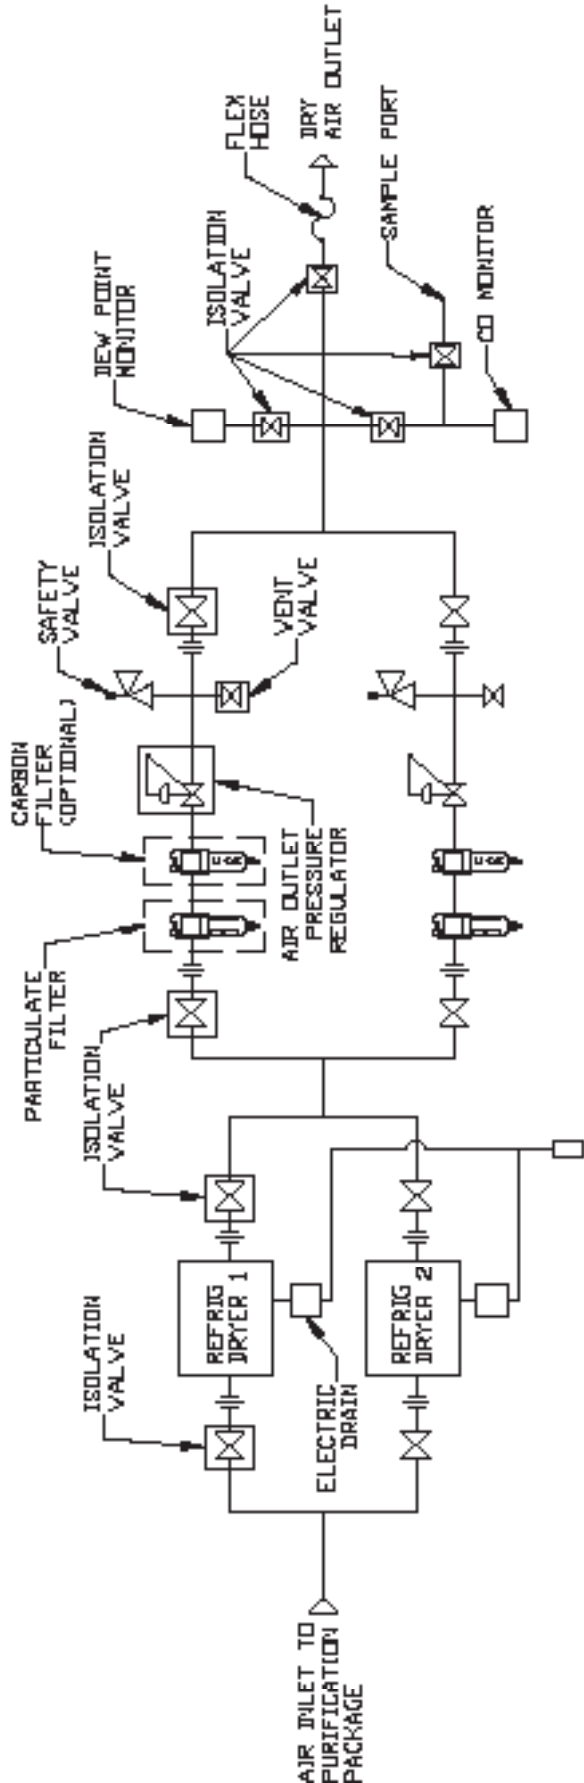 AIR INLET TO
PURIFICATION
PACKAGE
ISOLATION
VALVE
REFRIG
DRYER 1
ELECTRIC
DRAIN
REFRIG
DRYER 2
ISOLATION
VALVE
PARTICULATE
FILTER
CARBON
FILTER
(OPTIONAL)
AIR OUTLET
PRESSURE
REGULATOR
SAFETY
VALVE
VENT
VALVE
ISOLATION
VALVE
DEW POINT
MONITOR
ISOLATION
VALVE
FLEX
HOSE
DRY
AIR OUTLET
SAMPLE PORT
CO MONITOR